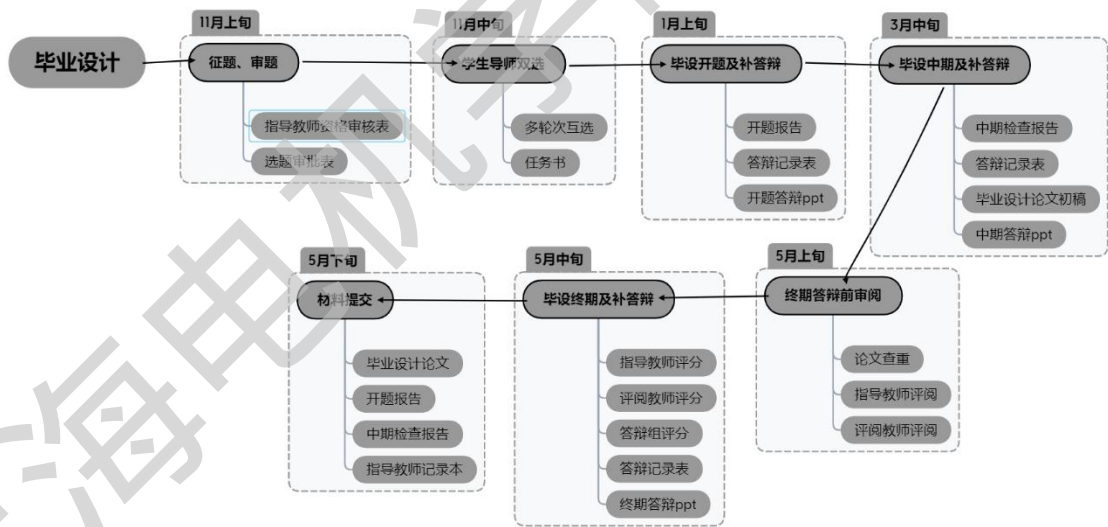 11月上旬
11月中旬
1月上旬
3月中旬
毕业设计
征题、审题
学生导师双选
毕设开题及补答辩
毕设中期及补答辩
指导教师资格审核表
选题审批表
多轮次互选
任务书
开题报告
答辩记录表
开题答辩ppt
中期检查报告
答辩记录表
毕业设计论文初稿
中期答辩ppt
5月下旬
5月中旬
5月上旬
材料提交
毕设终期及补答辩
终期答辩前审阅
毕业设计论文
开题报告
中期检查报告
指导教师记录本
指导教师评分
评阅教师评分
答辩组评分
答辩记录表
终期答辩ppt
论文查重
指导教师评阅
评阅教师评阅
海电机学